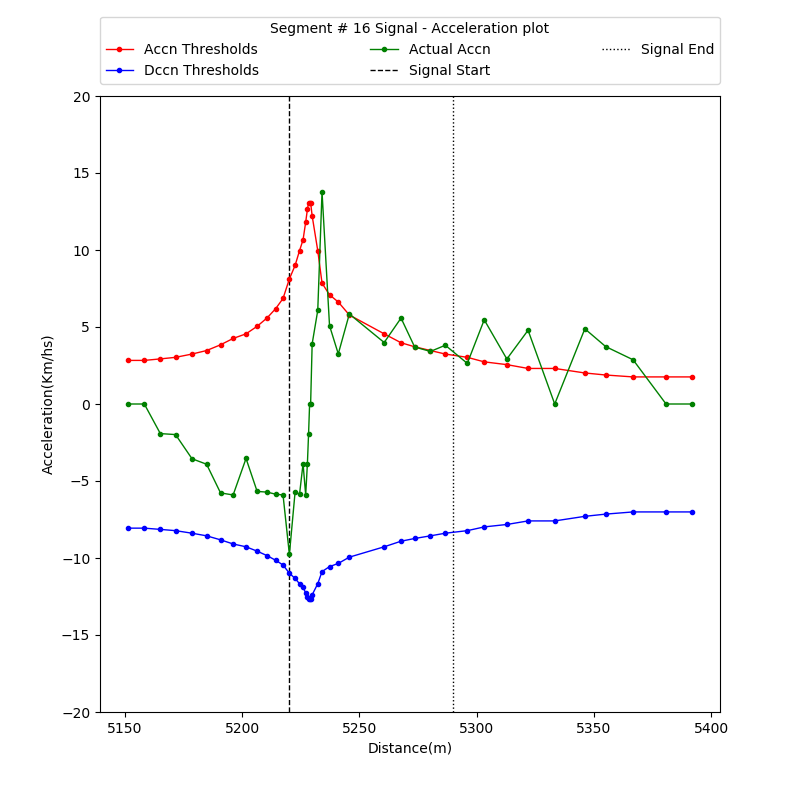 Segment # 16 Signal - Acceleration plot
Accn Thresholds Actual Accn Signal End
Dccn Thresholds Signal Start
20
15
10
5
0
−5
−10
−15
−20
Acceleration(Km/hs)
5150 5200 5250 5300 5350 5400
Distance(m)